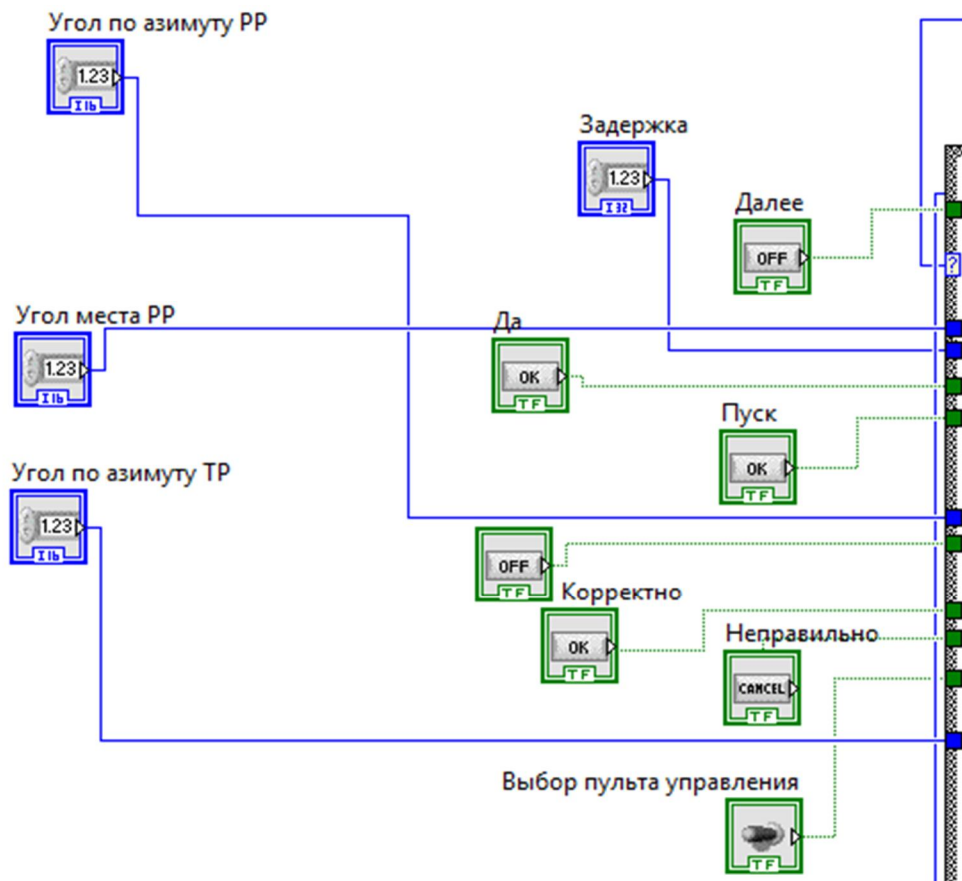 Угол по азимуту РР
1.23
I16
Задержка
1.23
I32
Далее
OFF
TF
?
Угол места РР
1.23
I16
Да
OK
TF
Пуск
OK
TF
Угол по азимуту ТР
1.23
I16
OFF
TF
Корректно
OK
TF
Неправильно
CANCEL
TF
Выбор пульта управления
TF